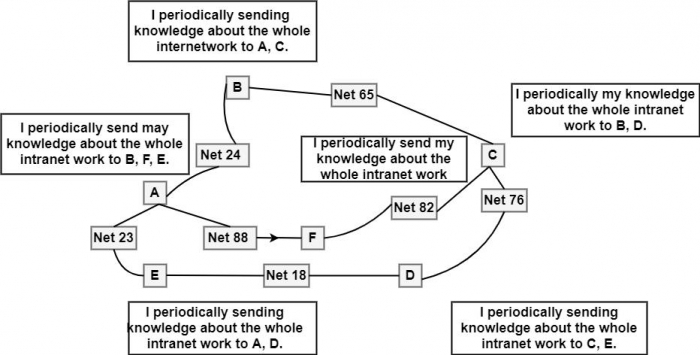 I periodically sending
knowledge about the whole
internetwork to A, C.
B
Net 65
I periodically my knowledge
about the whole intranet
work to B, D.
I periodically send may
knowledge about the whole
intranet work to B, F, E.
Net 24
I periodically send my
knowledge about the
whole intranet work
C
A
Net 82
Net 76
Net 23
Net 88
F
E
Net 18
D
I periodically sending
knowledge about the whole
intranet work to A, D.
I periodically sending
knowledge about the whole
intranet work to C, E.